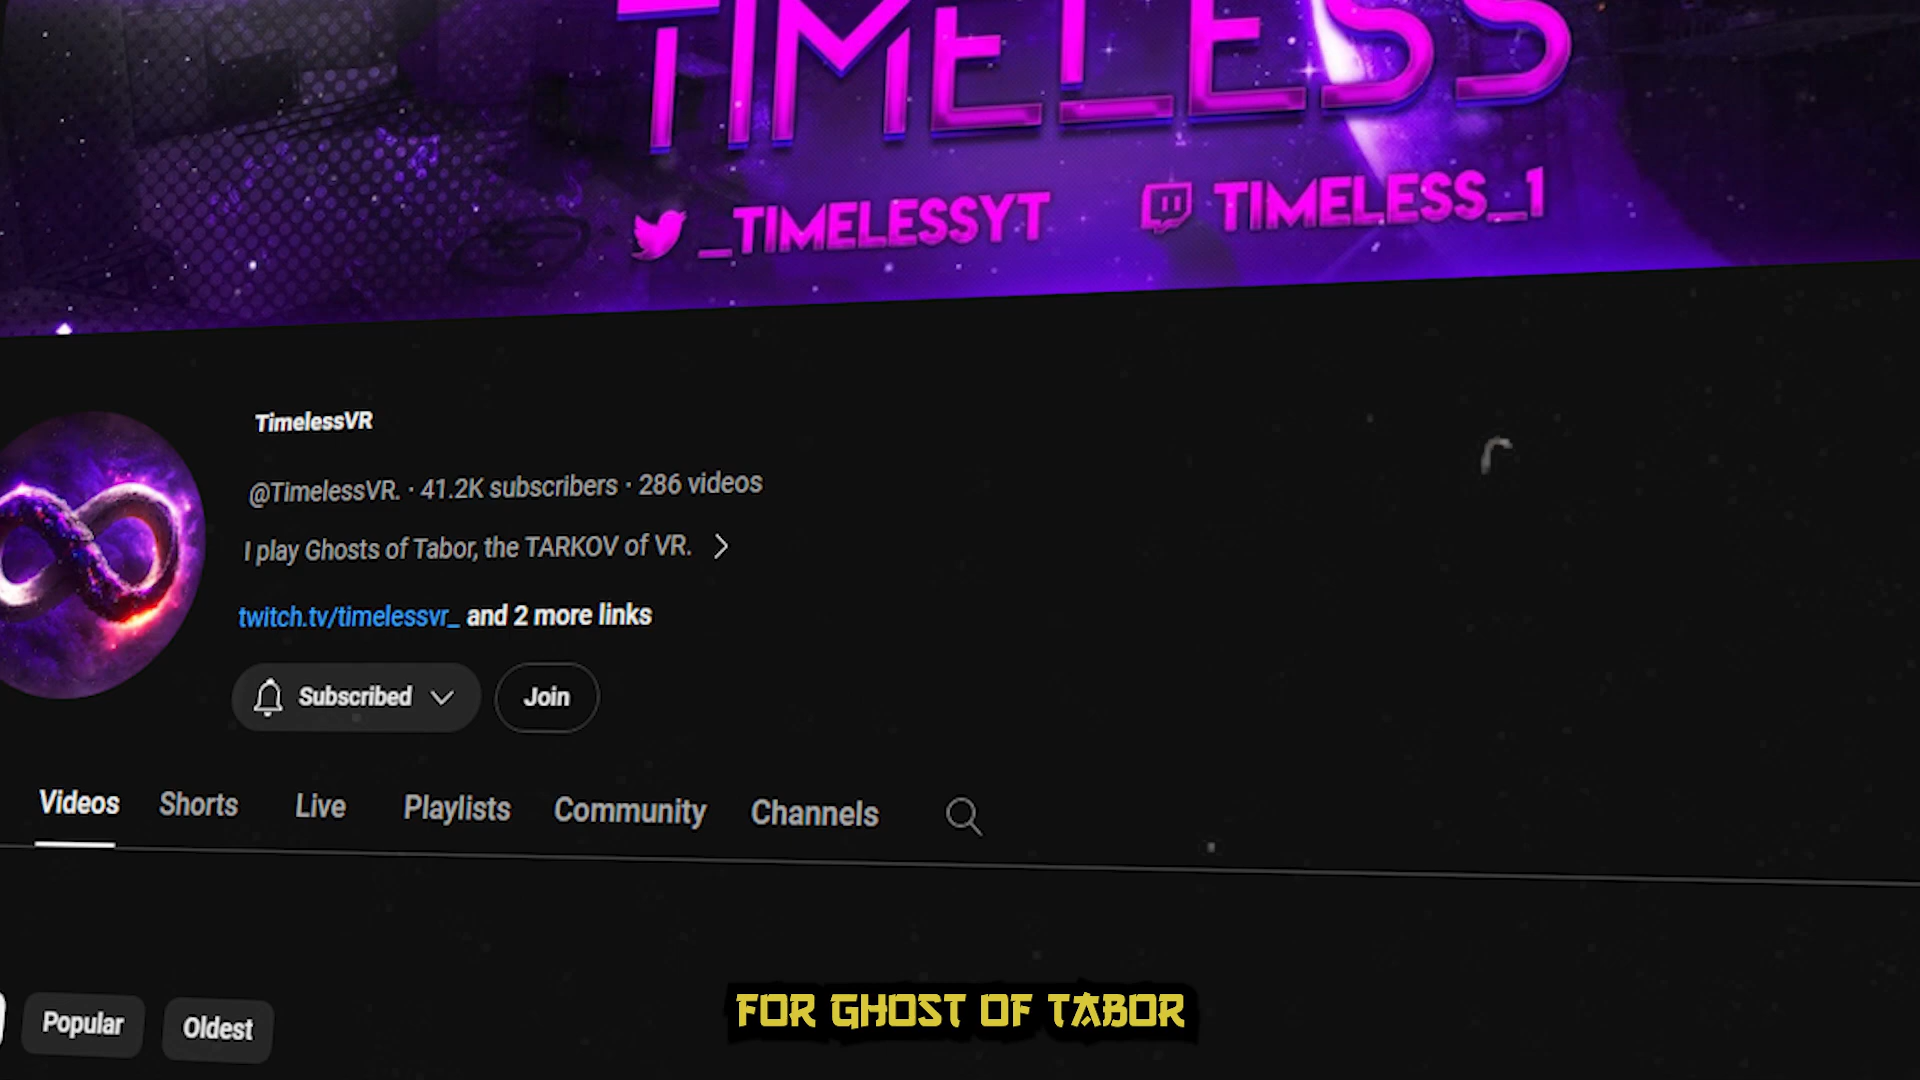 TIMELESS
_TIMELESSYT TIMELESS_1
TimelessVR
@TimelessVR. · 41.2K subscribers · 286 videos
I play Ghosts of Tabor, the TARKOV of VR.
twitch.tv/timelessvr_ and 2 more links
Subscribed Join
Videos Shorts Live Playlists Community Channels
Popular Oldest
FOR GHOST OF TABOR